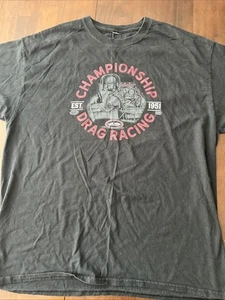 CHAMPIONSHIP
EST. 1951
DRAG RACING